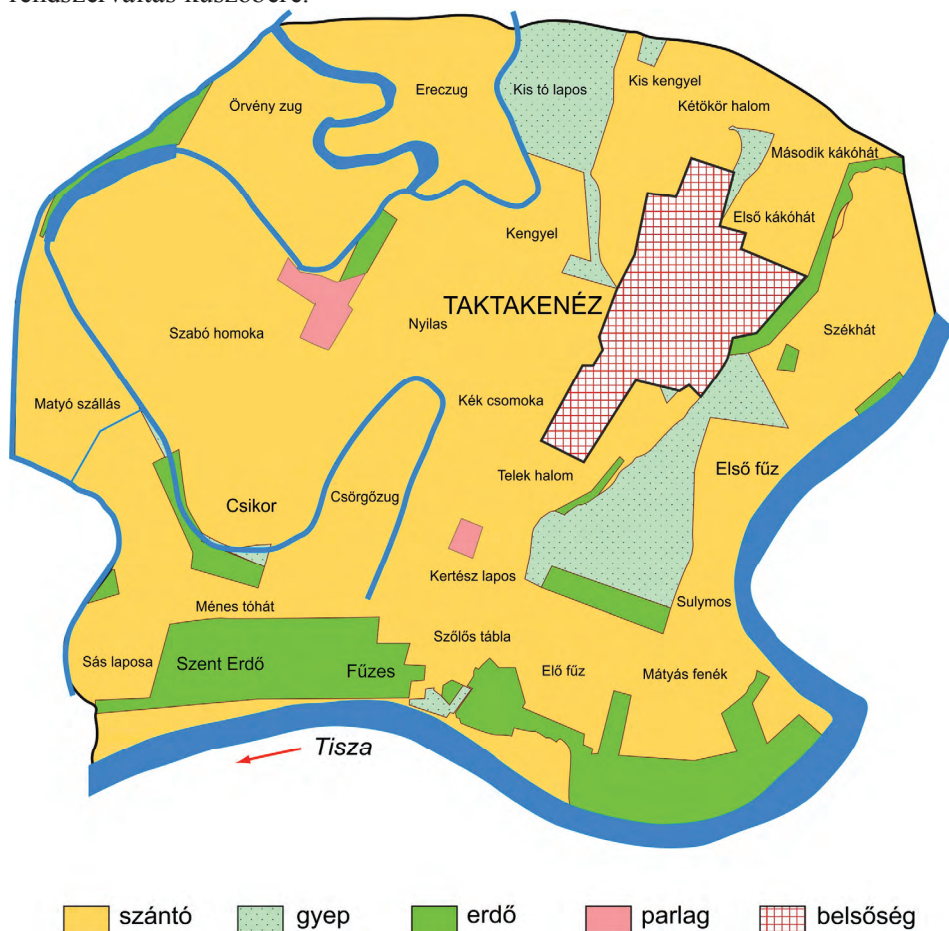 rendszerváltás küszöbére.
Kis kengyel
Örvény zug
Ereczug
Kis tó lapos
Kétökör halom
Második kákóhát
Első kákóhát
Kengyel
TAKTAKENÉZ
Szabó homoka
Nyilas
Székhát
Matyó szállás
Kék csomoka
Telek halom
Első fűz
Csikor
Csörgőzug
Kertész lapos
Sulymos
Ménes tóhát
Szőlős tábla
Sás laposa
Szent Erdő
Fűzes
Elő fűz
Mátyás fenék
Tisza
szántó
gyep
erdő
parlag
belsőség